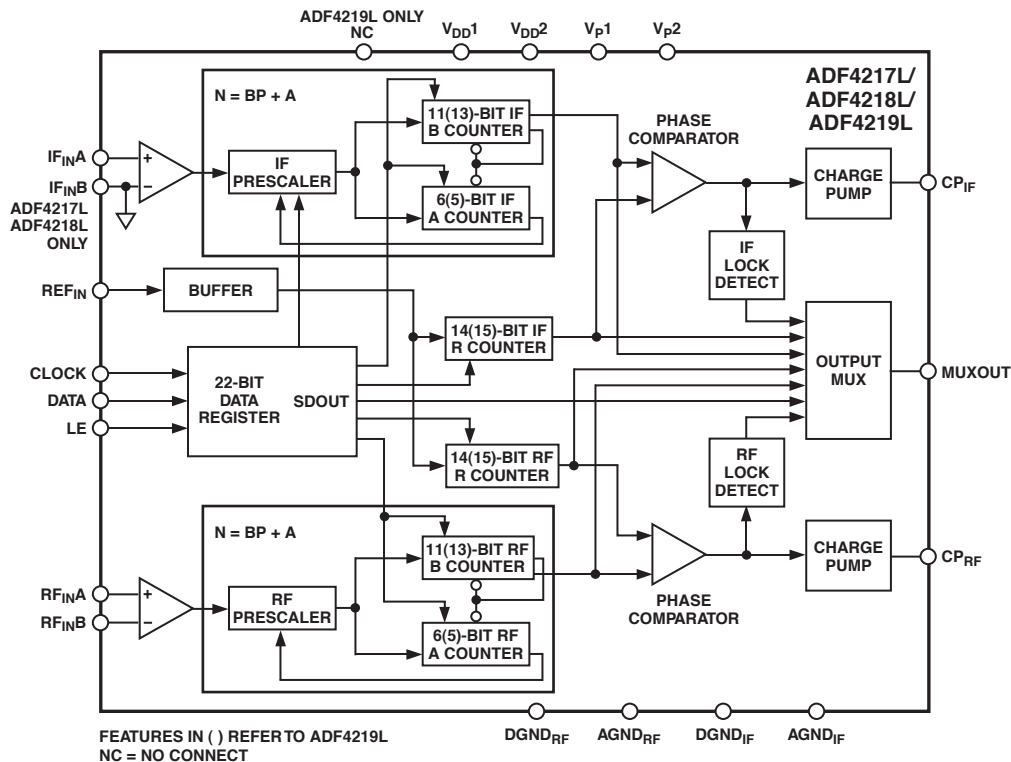 ADF4219L ONLY
NC
VDD1
VDD2
VP1
VP2
ADF4217L/
ADF4218L/
ADF4219L
N = BP + A
11(13)-BIT IF
B COUNTER
PHASE
COMPARATOR
IFINA
IFINB
+
−
IF
PRESCALER
CHARGE
PUMP
CPIF
6(5)-BIT IF
A COUNTER
ADF4217L
ADF4218L
ONLY
IF
LOCK
DETECT
REFIN
BUFFER
14(15)-BIT IF
R COUNTER
CLOCK
DATA
LE
22-BIT
DATA
REGISTER
SDOUT
OUTPUT
MUX
MUXOUT
14(15)-BIT RF
R COUNTER
RF
LOCK
DETECT
N = BP + A
11(13)-BIT RF
B COUNTER
CHARGE
PUMP
CPRF
RFINA
RFINB
+
−
RF
PRESCALER
PHASE
COMPARATOR
6(5)-BIT RF
A COUNTER
DGNDRF
AGNDRF
DGNDIF
AGNDIF
FEATURES IN ( ) REFER TO ADF4219L
NC = NO CONNECT